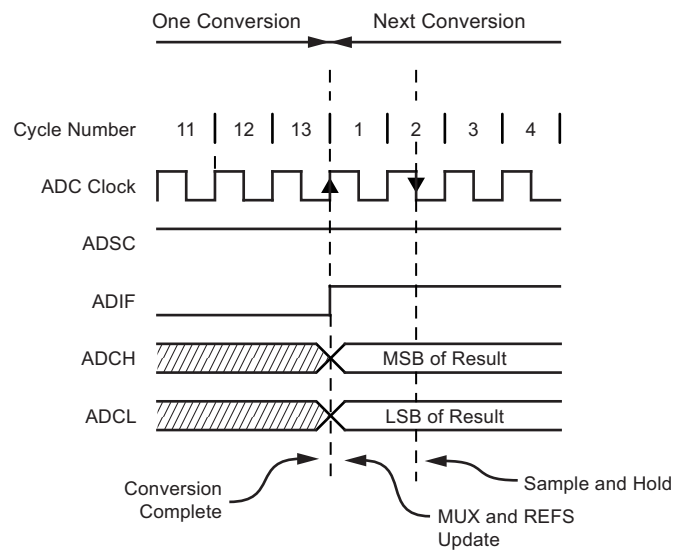 One Conversion Next Conversion
Cycle Number 11 12 13 1 2 3 4
ADC Clock
ADSC
ADIF
ADCH MSB of Result
ADCL LSB of Result
Sample and Hold
Conversion
Complete
MUX and REFS
Update